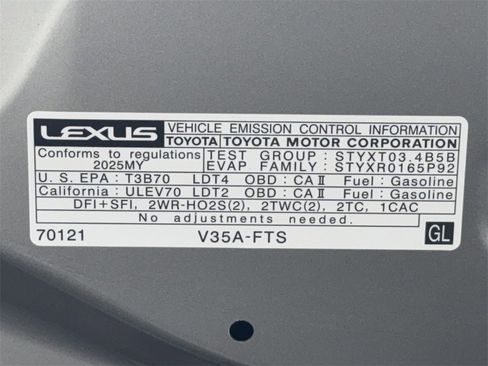 LEXUS VEHICLE EMISSION CONTROL INFORMATION
TOYOTA TOYOTA MOTOR CORPORATION
Conforms to regulations TEST GROUP : STYXT03.4B5B
2025MY EVAP FAMILY : STYXR0165P92
U. S. EPA : T3B70 LDT4 OBD : CA II Fuel : Gasoline
California : ULEV70 LDT2 OBD : CA II Fuel : Gasoline
DFI+SFI, 2WR-HO2S(2), 2TWC(2), 2TC, 1CAC
No adjustments needed.
70121 V35A-FTS GL